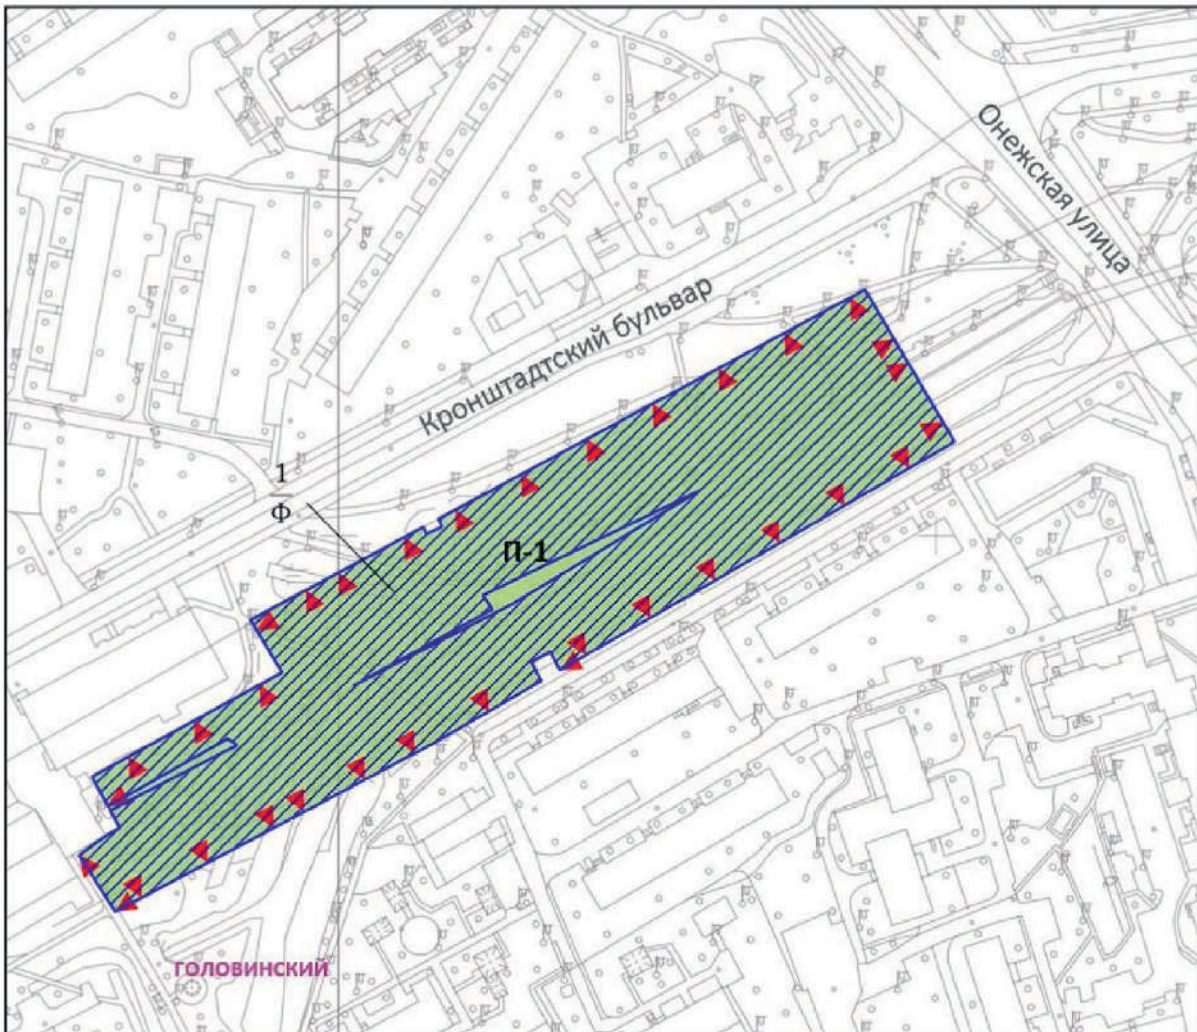 Онежская улица
Кронштадтский бульвар
1
Ф
П-1
ГОЛОВИНСКИЙ